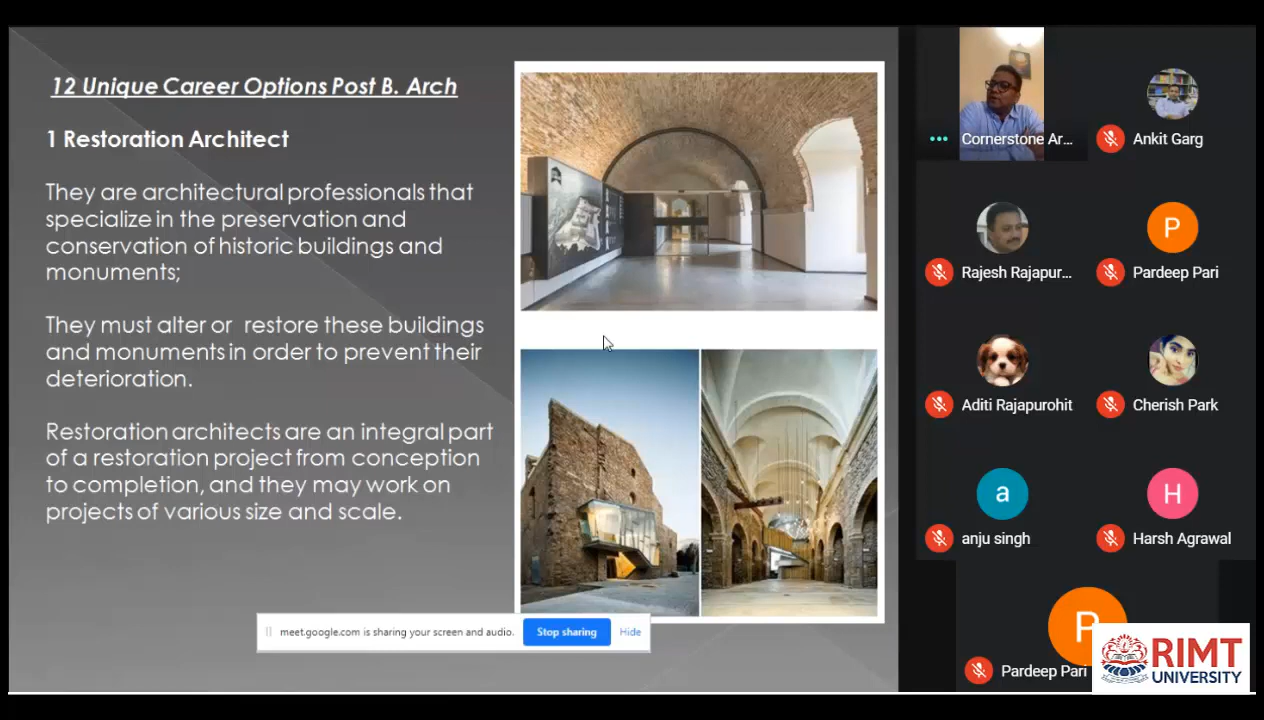 12 Unique Career Options Post B. Arch
1 Restoration Architect
They are architectural professionals that
specialize in the preservation and
conservation of historic buildings and
monuments;
They must alter or restore these buildings
and monuments in order to prevent their
deterioration.
Restoration architects are an integral part
of a restoration project from conception
to completion, and they may work on
projects of various size and scale.
meet.google.com is sharing your screen and audio.
Stop sharing
Hide
Cornerstone Ar...
Ankit Garg
Rajesh Rajapur...
P
Pardeep Pari
Aditi Rajapurohit
Cherish Park
a
anju singh
H
Harsh Agrawal
P
Pardeep Pari
RIMT
UNIVERSITY